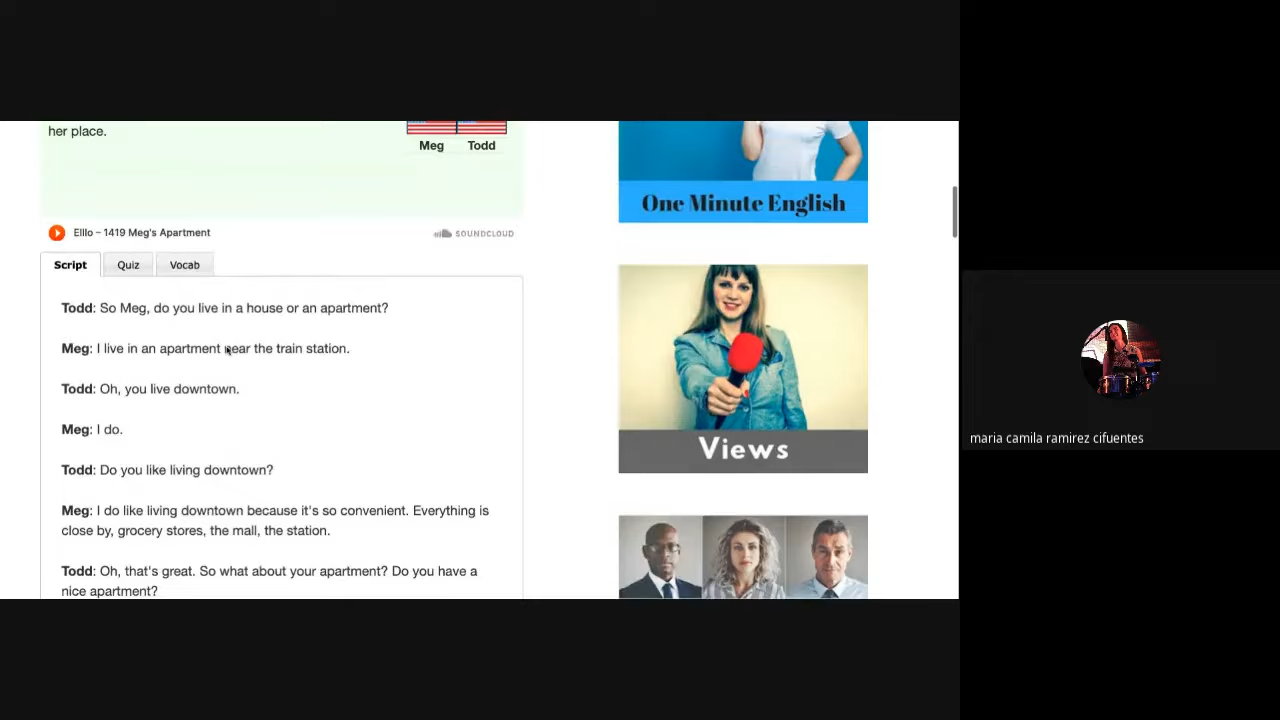 her place.
Meg Todd
One Minute English
Elllo – 1419 Meg's Apartment
SOUNDCLOUD
Script Quiz Vocab
Todd: So Meg, do you live in a house or an apartment?
Meg: I live in an apartment near the train station.
Todd: Oh, you live downtown.
Meg: I do.
Todd: Do you like living downtown?
Meg: I do like living downtown because it's so convenient. Everything is
close by, grocery stores, the mall, the station.
Todd: Oh, that's great. So what about your apartment? Do you have a
nice apartment?
Views
maria camila ramirez cifuentes